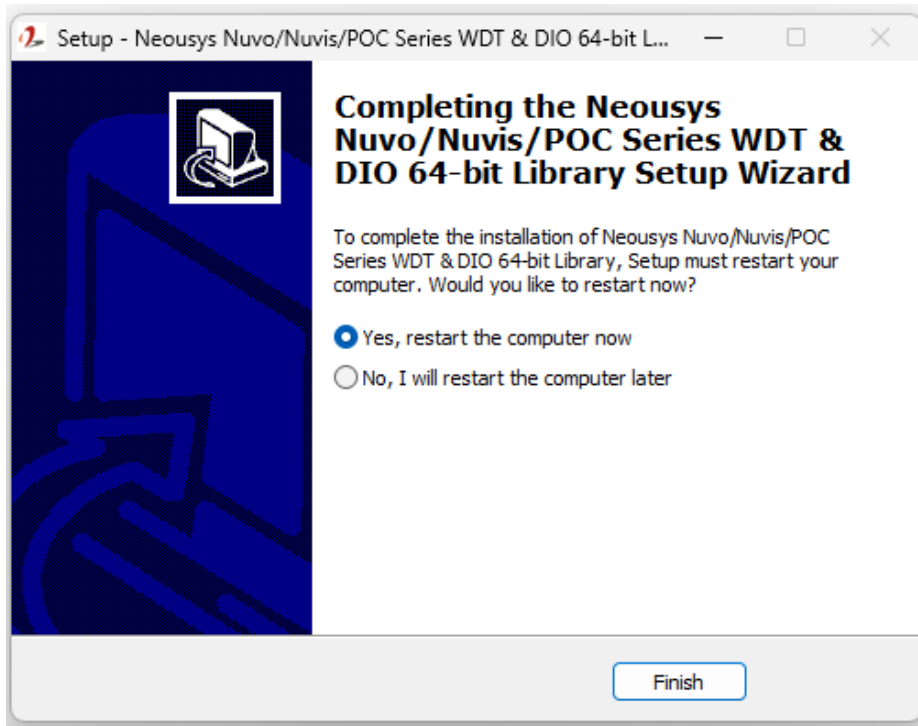 Setup - Neousys Nuvo/Nuvis/POC Series WDT & DIO 64-bit L...
Completing the Neousys
Nuvo/Nuvis/POC Series WDT &
DIO 64-bit Library Setup Wizard
To complete the installation of Neousys Nuvo/Nuvis/POC
Series WDT & DIO 64-bit Library, Setup must restart your
computer. Would you like to restart now?
Yes, restart the computer now
No, I will restart the computer later
Finish